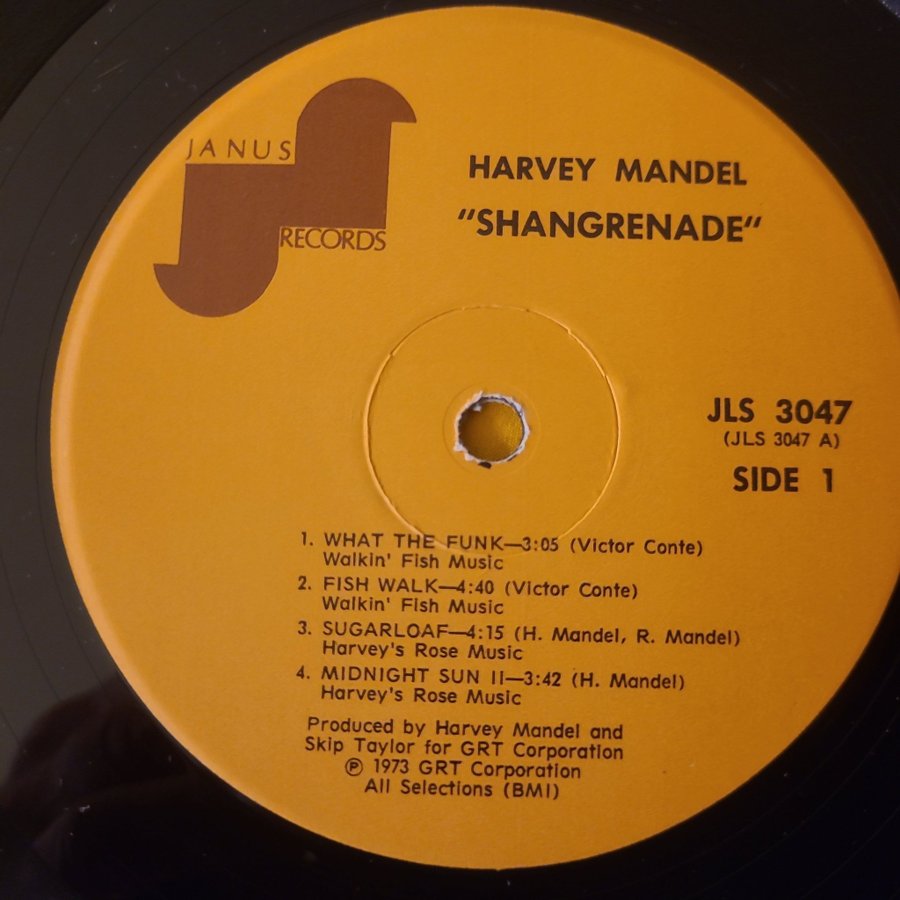 JANUS
RECORDS
HARVEY MANDEL
"SHANGRENADE"
JLS 3047
(JLS 3047 A)
SIDE 1
1. WHAT THE FUNK—3:05 (Victor Conte)
Walkin' Fish Music
2. FISH WALK—4:40 (Victor Conte)
Walkin' Fish Music
3. SUGARLOAF—4:15 (H. Mandel, R. Mandel)
Harvey's Rose Music
4. MIDNIGHT SUN II—3:42 (H. Mandel)
Harvey's Rose Music
Produced by Harvey Mandel and
Skip Taylor for GRT Corporation
℗ 1973 GRT Corporation
All Selections (BMI)